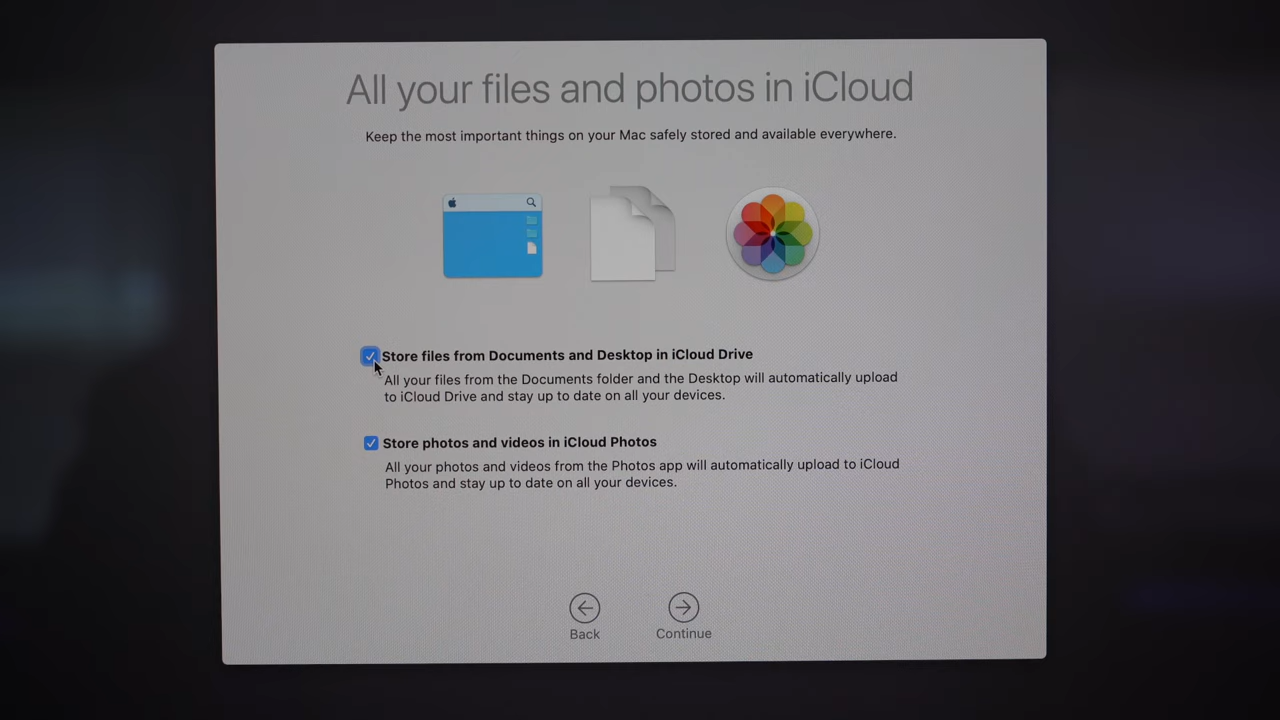 All your files and photos in iCloud
Keep the most important things on your Mac safely stored and available everywhere.
Store files from Documents and Desktop in iCloud Drive
All your files from the Documents folder and the Desktop will automatically upload
to iCloud Drive and stay up to date on all your devices.
Store photos and videos in iCloud Photos
All your photos and videos from the Photos app will automatically upload to iCloud
Photos and stay up to date on all your devices.
Back
Continue